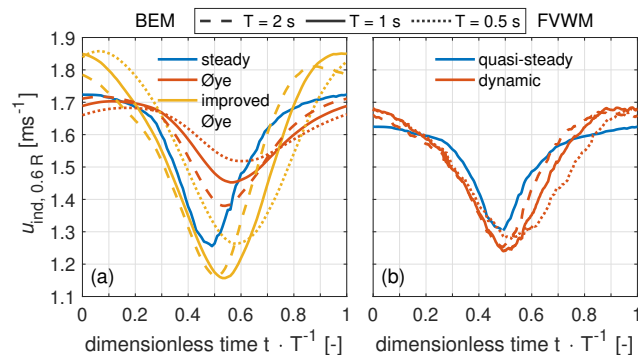 BEM T = 2 s T = 1 s T = 0.5 s FVWM
1.9
1.8
1.7
1.6
1.5
1.4
1.3
1.2
1.1
u_ind, 0.6 R [ms⁻¹]
steady
Øye
improved
Øye
(a)
0 0.2 0.4 0.6 0.8 1
dimensionless time t · T⁻¹ [-]
quasi-steady
dynamic
(b)
0 0.2 0.4 0.6 0.8 1
dimensionless time t · T⁻¹ [-]